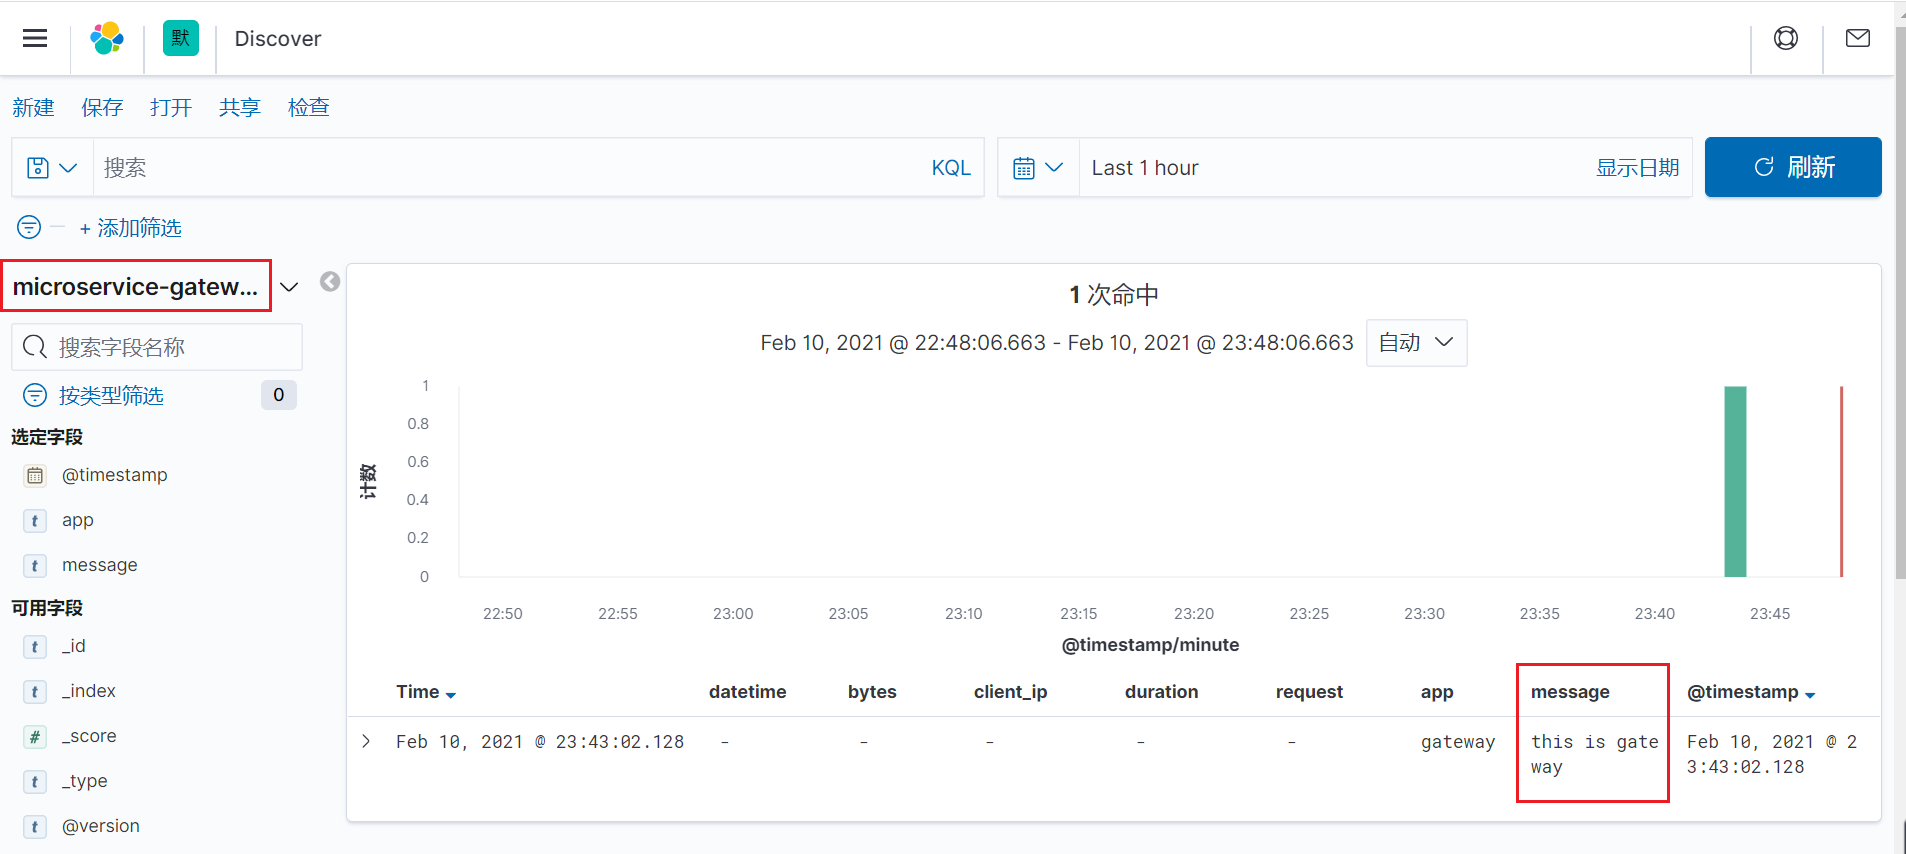 默 Discover
新建 保存 打开 共享 检查
搜索 KQL Last 1 hour 显示日期 刷新
+ 添加筛选
microservice-gatew...
搜索字段名称
按类型筛选 0
选定字段
@timestamp
t app
t message
可用字段
t _id
t _index
# _score
t _type
t @version
1 次命中
Feb 10, 2021 @ 22:48:06.663 - Feb 10, 2021 @ 23:48:06.663 自动
计数
1
0.8
0.6
0.4
0.2
0
22:50 22:55 23:00 23:05 23:10 23:15 23:20 23:25 23:30 23:35 23:40 23:45
@timestamp/minute
Time datetime bytes client_ip duration request app message @timestamp
Feb 10, 2021 @ 23:43:02.128 - - - - - gateway this is gate Feb 10, 2021 @ 2
way 3:43:02.128